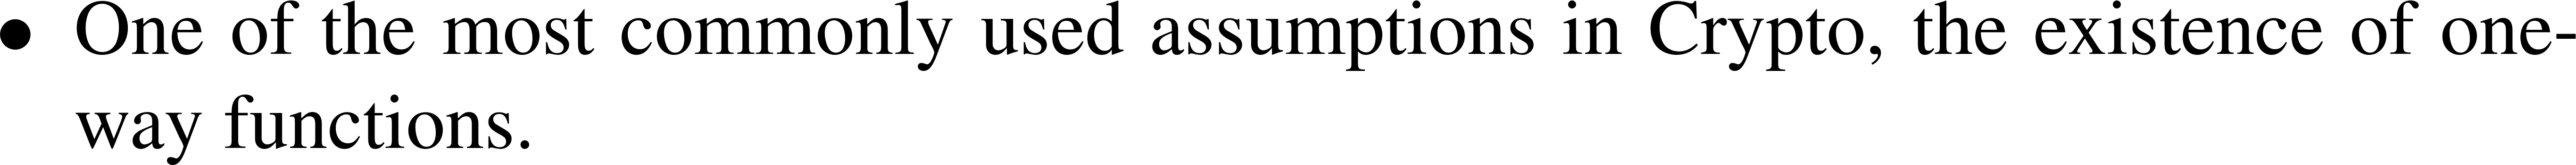 ● One of the most commonly used assumptions in Crypto, the existence of one-
way functions.